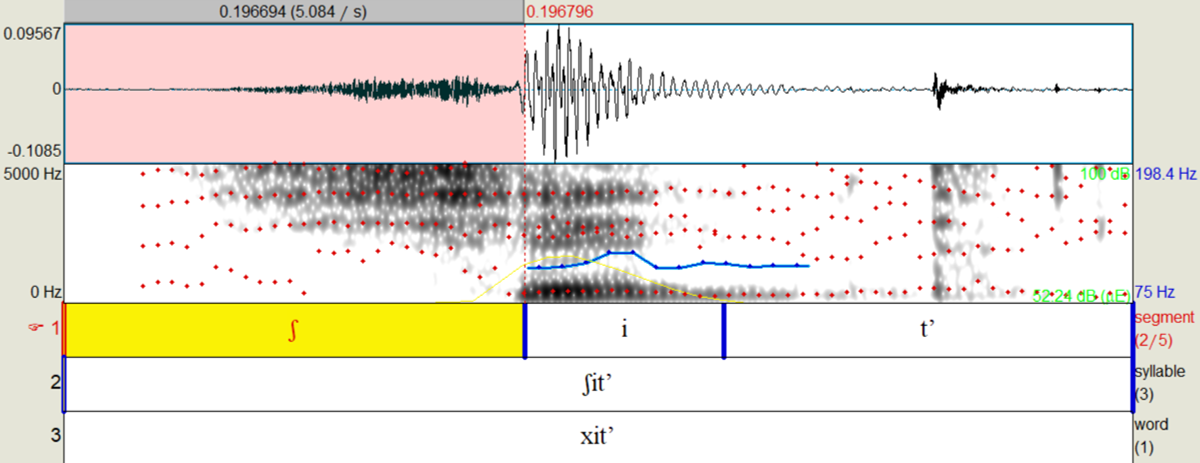 0.196694 (5.084 / s) 0.196796
0.09567
0
-0.1085
5000 Hz 100 dB 198.4 Hz
0 Hz 52.24 dB (µE) 75 Hz
☞ 1 ʃ i t’ segment (2/5)
2 ʃit’ syllable (3)
3 xit’ word (1)